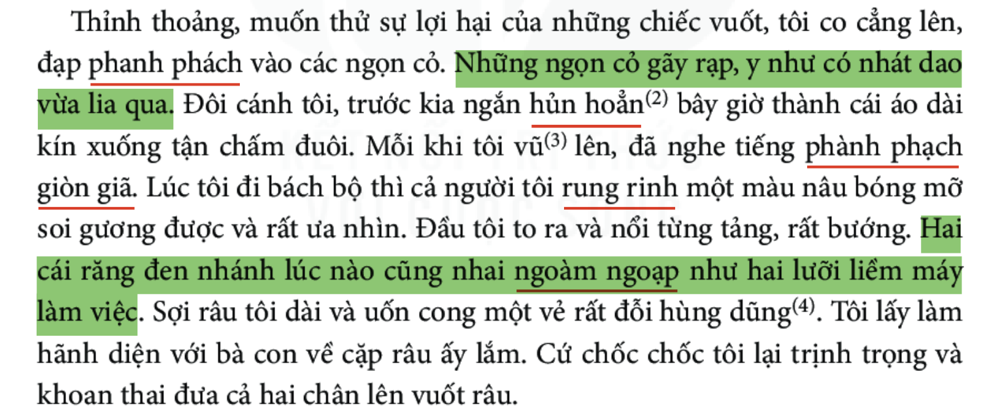 Thỉnh thoảng, muốn thử sự lợi hại của những chiếc vuốt, tôi co cẳng lên,
đạp phanh phách vào các ngọn cỏ. Những ngọn cỏ gãy rạp, y như có nhát dao
vừa lia qua. Đôi cánh tôi, trước kia ngắn hủn hoẳn(2) bây giờ thành cái áo dài
kín xuống tận chấm đuôi. Mỗi khi tôi vũ(3) lên, đã nghe tiếng phành phạch
giòn giã. Lúc tôi đi bách bộ thì cả người tôi rung rinh một màu nâu bóng mỡ
soi gương được và rất ưa nhìn. Đầu tôi to ra và nổi từng tảng, rất bướng. Hai
cái răng đen nhánh lúc nào cũng nhai ngoàm ngoạp như hai lưỡi liềm máy
làm việc. Sợi râu tôi dài và uốn cong một vẻ rất đỗi hùng dũng(4). Tôi lấy làm
hãnh diện với bà con về cặp râu ấy lắm. Cứ chốc chốc tôi lại trịnh trọng và
khoan thai đưa cả hai chân lên vuốt râu.
KẾT NỐI TRI THỨC
VỚI CUỘC SỐNG